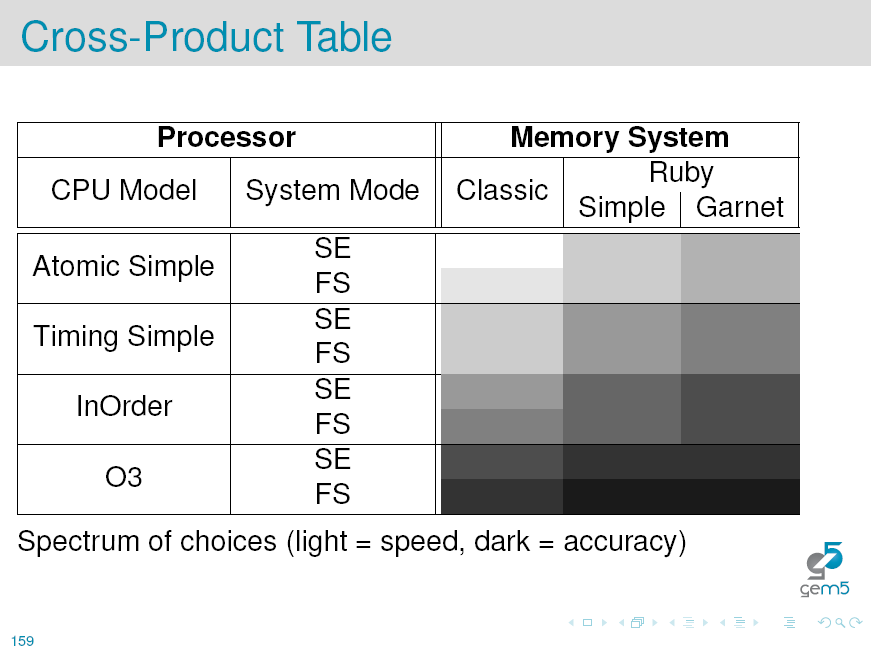 Cross-Product Table
Processor Memory System
CPU Model System Mode Classic Ruby
Simple Garnet
Atomic Simple SE
FS
Timing Simple SE
FS
InOrder SE
FS
O3 SE
FS
Spectrum of choices (light = speed, dark = accuracy)
gem5
159